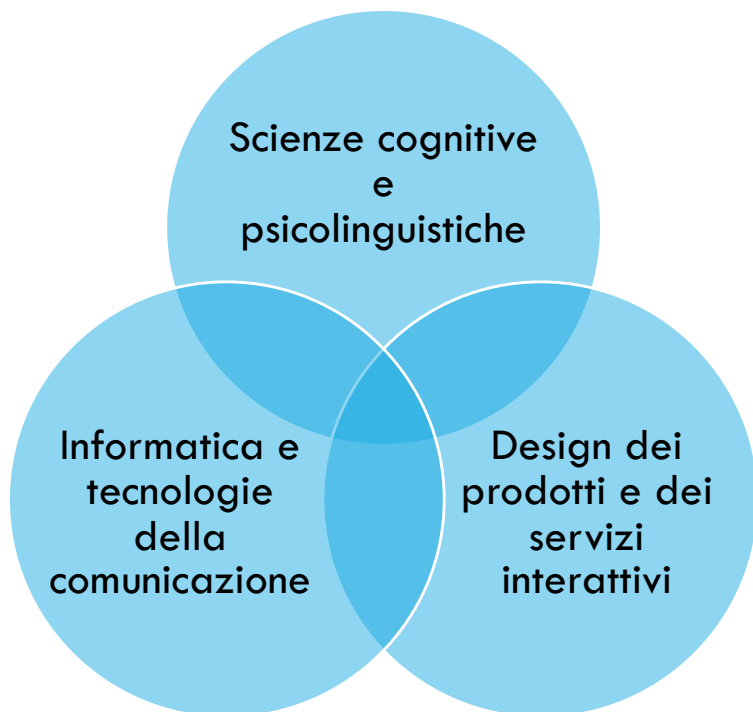 Scienze cognitive
e
psicolinguistiche
Informatica e
tecnologie
della
comunicazione
Design dei
prodotti e dei
servizi
interattivi